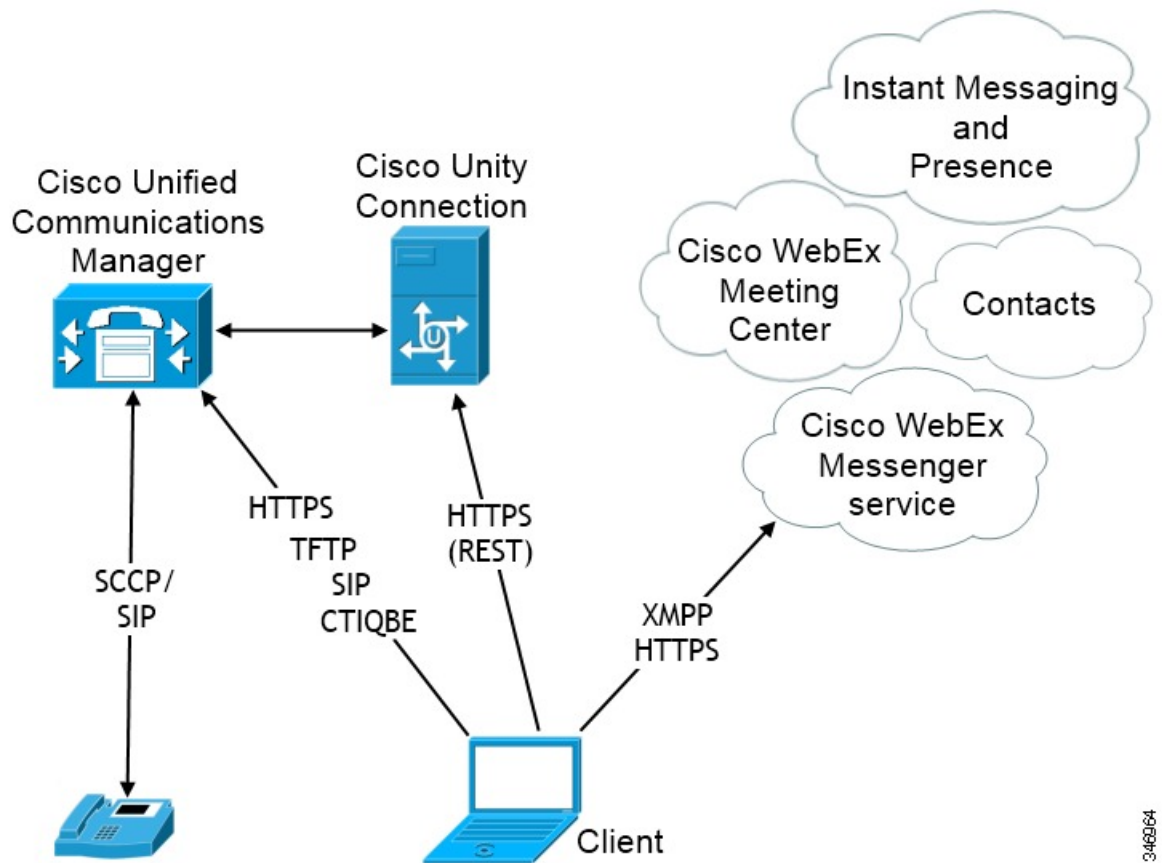 Instant Messaging
and
Presence
Cisco Unified
Communications
Manager
Cisco Unity
Connection
Cisco WebEx
Meeting
Center
Contacts
U
Cisco WebEx
Messenger
service
HTTPS
TFTP
SIP
CTIQBE
HTTPS
(REST)
SCCP/
SIP
XMPP
HTTPS
Client
346964